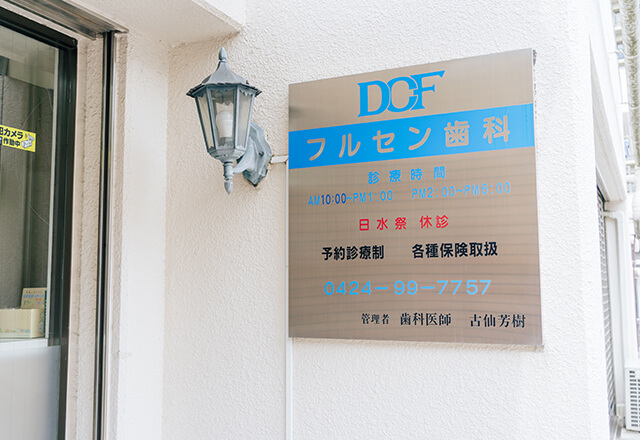 DCF
フルセン歯科
診療時間
AM10:00-PM1:00 PM2:00-PM6:00
日水祭 休診
予約診療制 各種保険取扱
0424-99-7757
管理者 歯科医師 古仙芳樹
カメラ
作動中